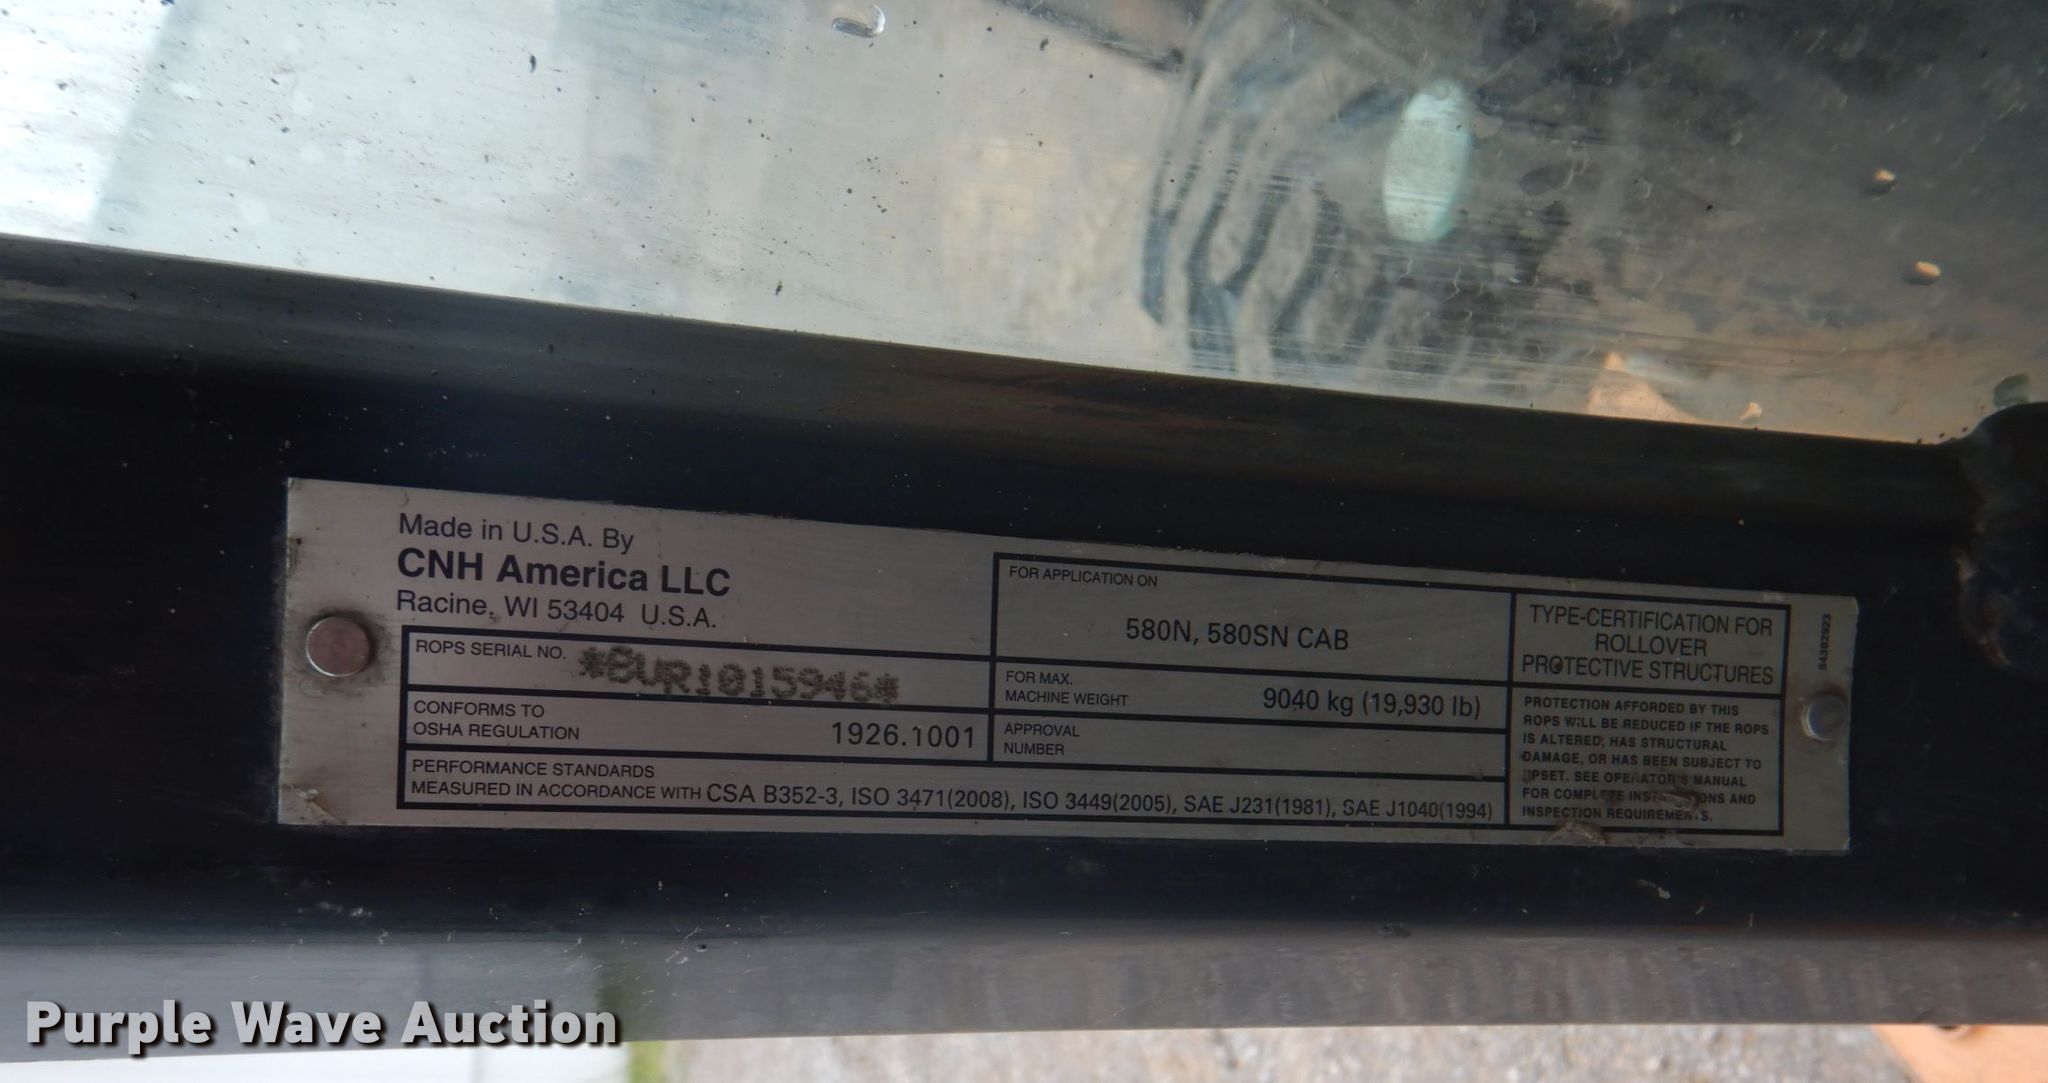 Made in U.S.A. By
CNH America LLC
Racine, WI 53404 U.S.A.
ROPS SERIAL NO. *BUR1015946*
CONFORMS TO
OSHA REGULATION 1926.1001
PERFORMANCE STANDARDS
MEASURED IN ACCORDANCE WITH CSA B352-3, ISO 3471(2008), ISO 3449(2005), SAE J231(1981), SAE J1040(1994)
FOR APPLICATION ON
580N, 580SN CAB
FOR MAX.
MACHINE WEIGHT 9040 kg (19,930 lb)
APPROVAL
NUMBER
TYPE-CERTIFICATION FOR
ROLLOVER
PROTECTIVE STRUCTURES
PROTECTION AFFORDED BY THIS
ROPS WILL BE REDUCED IF THE ROPS
IS ALTERED, HAS STRUCTURAL
DAMAGE, OR HAS BEEN SUBJECT TO
UPSET. SEE OPERATOR'S MANUAL
FOR COMPLETE INSTRUCTIONS AND
INSPECTION REQUIREMENTS.
84382923
Purple Wave Auction